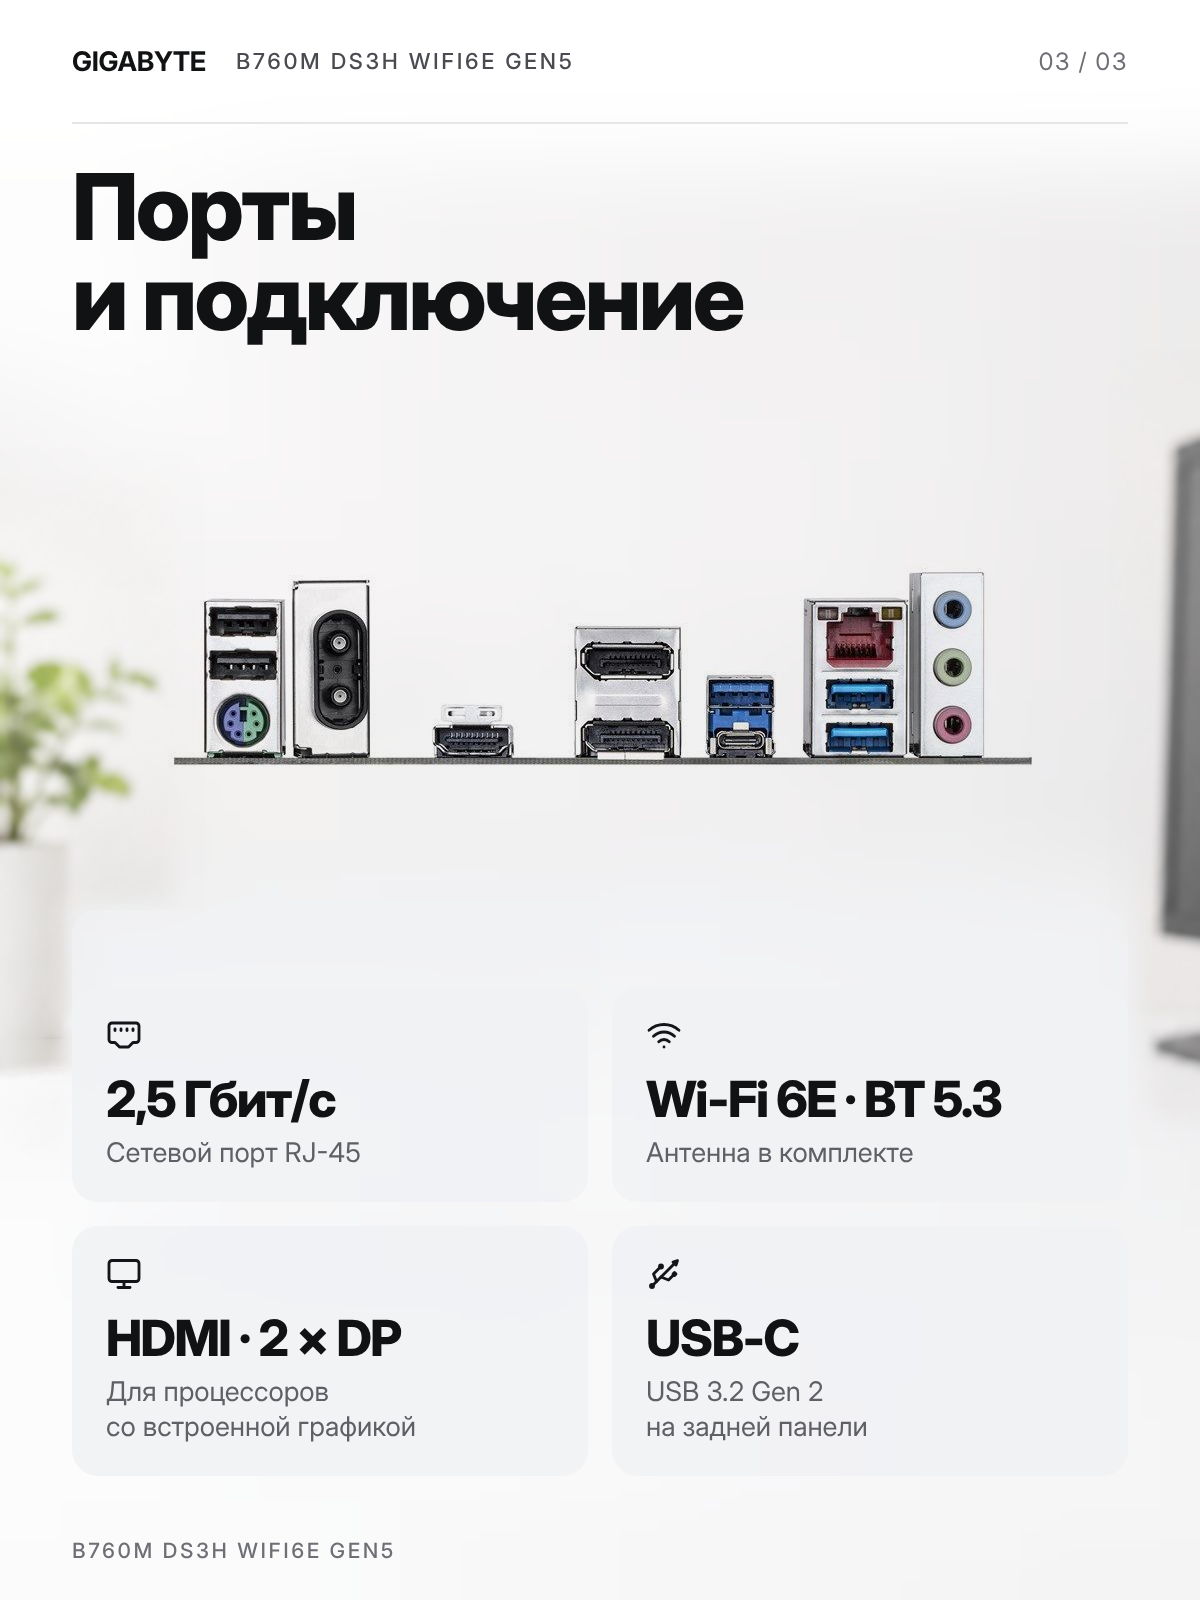 GIGABYTE B760M DS3H WIFI6E GEN5 03 / 03
Порты
и подключение
2,5 Гбит/с
Сетевой порт RJ-45
Wi-Fi 6E · BT 5.3
Антенна в комплекте
HDMI · 2 × DP
Для процессоров
со встроенной графикой
USB-C
USB 3.2 Gen 2
на задней панели
B760M DS3H WIFI6E GEN5